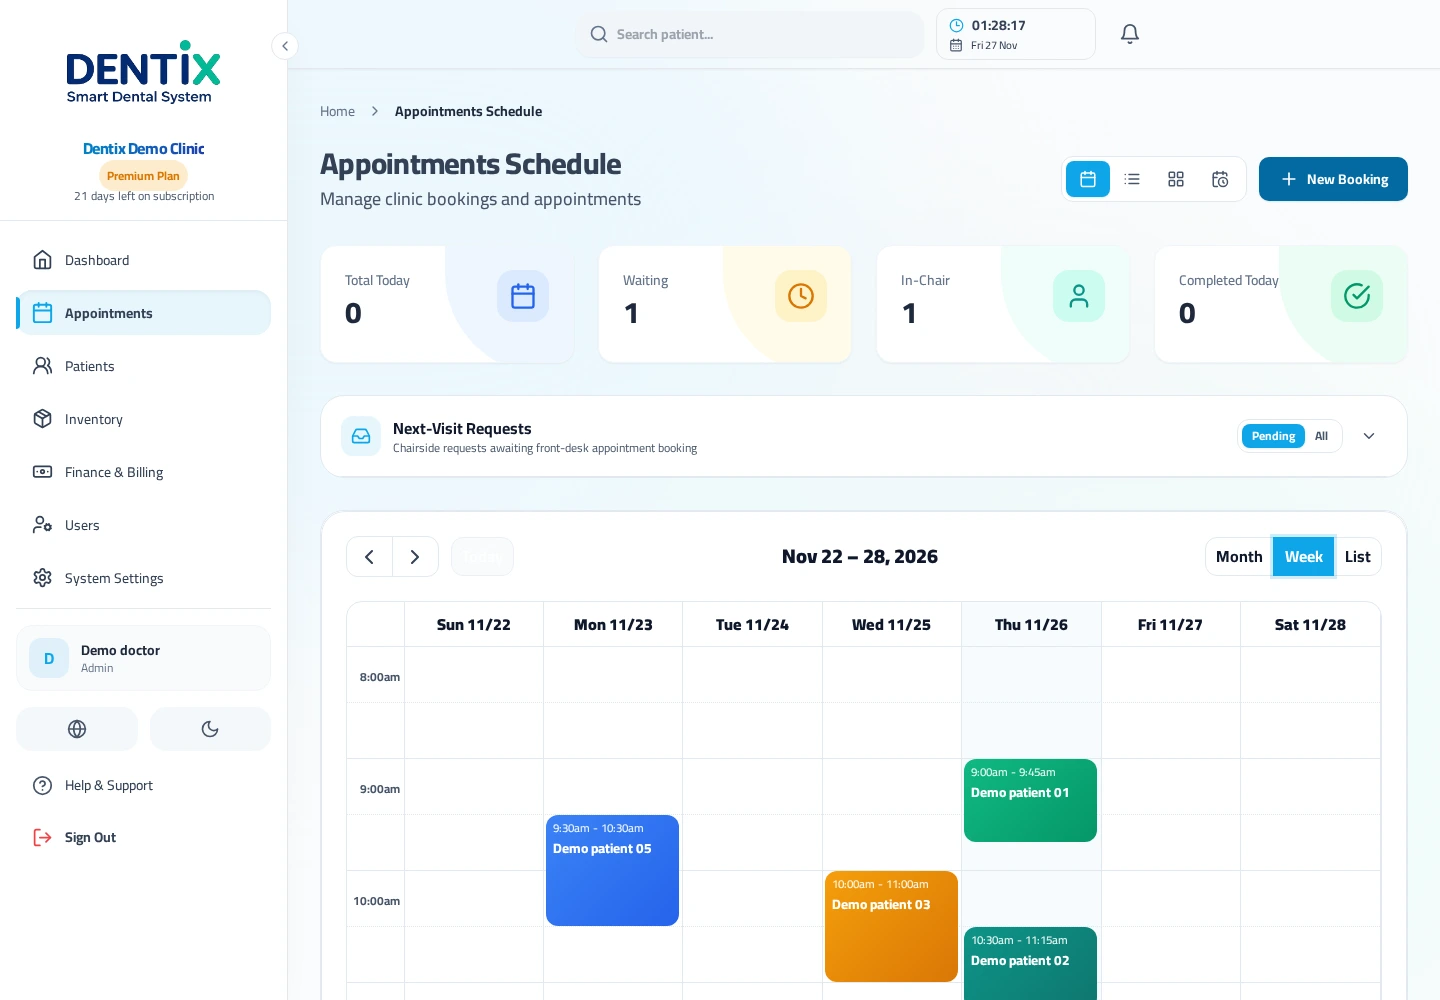 DENTiX
Smart Dental System
Dentix Demo Clinic
Premium Plan
21 days left on subscription
Dashboard
Appointments
Patients
Inventory
Finance & Billing
Users
System Settings
D
Demo doctor
Admin
Help & Support
Sign Out
Search patient...
01:28:17
Fri 27 Nov
Home
Appointments Schedule
Appointments Schedule
Manage clinic bookings and appointments
New Booking
Total Today
0
Waiting
1
In-Chair
1
Completed Today
0
Next-Visit Requests
Chairside requests awaiting front-desk appointment booking
Pending All
Nov 22 – 28, 2026
Month Week List
Sun 11/22 Mon 11/23 Tue 11/24 Wed 11/25 Thu 11/26 Fri 11/27 Sat 11/28
8:00am
9:00am
10:00am
9:30am - 10:30am
Demo patient 05
10:00am - 11:00am
Demo patient 03
9:00am - 9:45am
Demo patient 01
10:30am - 11:15am
Demo patient 02